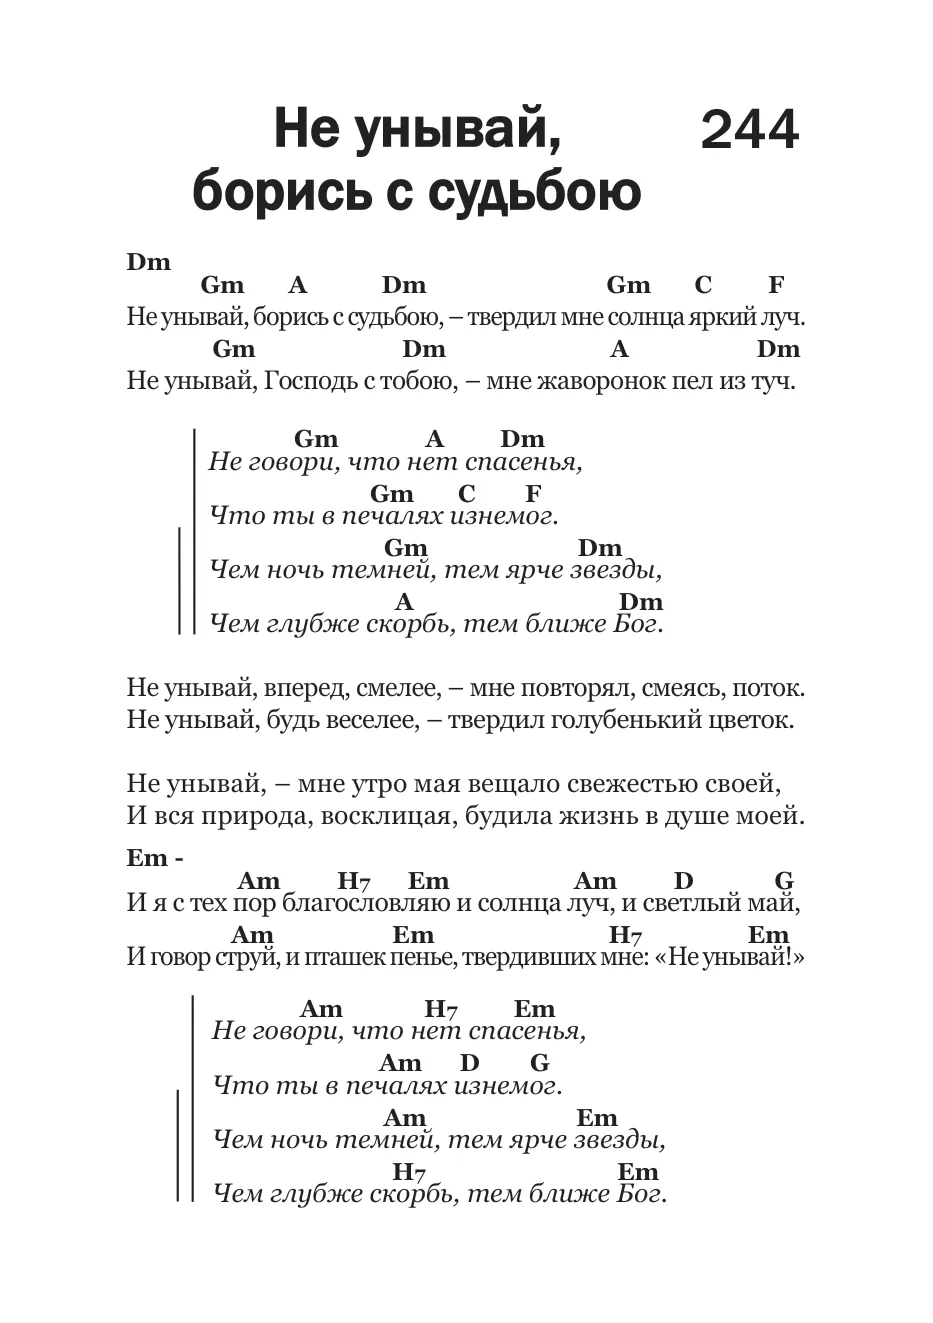 Не унывай,
244
борись с судьбою
Dm
Gm A Dm Gm C F
Не унывай, борись с судьбою, – твердил мне солнца яркий луч.
Gm Dm A Dm
Не унывай, Господь с тобою, – мне жаворонок пел из туч.
Gm A Dm
Не говори, что нет спасенья,
Gm C F
Что ты в печалях изнемог.
Gm Dm
Чем ночь темней, тем ярче звезды,
A Dm
Чем глубже скорбь, тем ближе Бог.
Не унывай, вперед, смелее, – мне повторял, смеясь, поток.
Не унывай, будь веселее, – твердил голубенький цветок.
Не унывай, – мне утро мая вещало свежестью своей,
И вся природа, восклицая, будила жизнь в душе моей.
Em -
Am H7 Em Am D G
И я с тех пор благословляю и солнца луч, и светлый май,
Am Em H7 Em
И говор струй, и пташек пенье, твердивших мне: «Не унывай!»
Am H7 Em
Не говори, что нет спасенья,
Am D G
Что ты в печалях изнемог.
Am Em
Чем ночь темней, тем ярче звезды,
H7 Em
Чем глубже скорбь, тем ближе Бог.